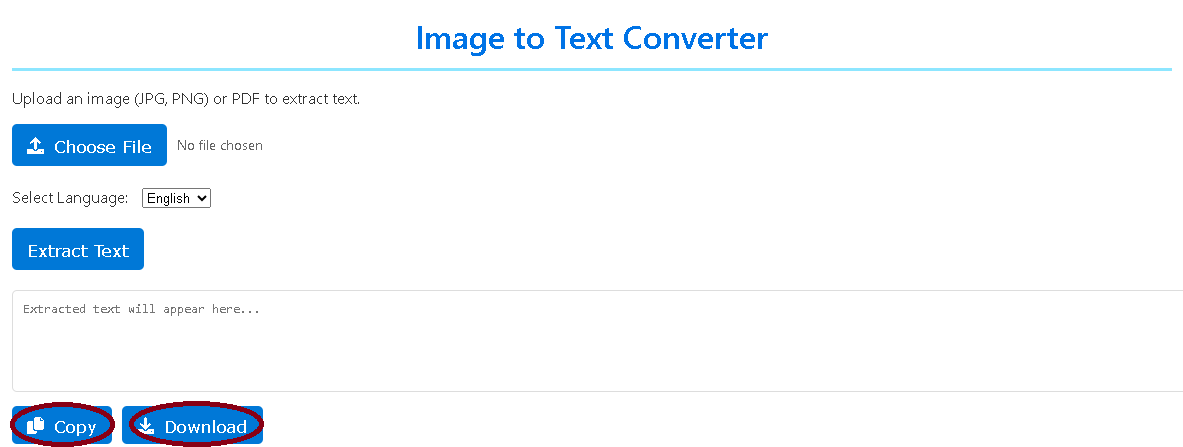 Image to Text Converter
Upload an image (JPG, PNG) or PDF to extract text.
Choose File No file chosen
Select Language: English
Extract Text
Extracted text will appear here...
Copy Download